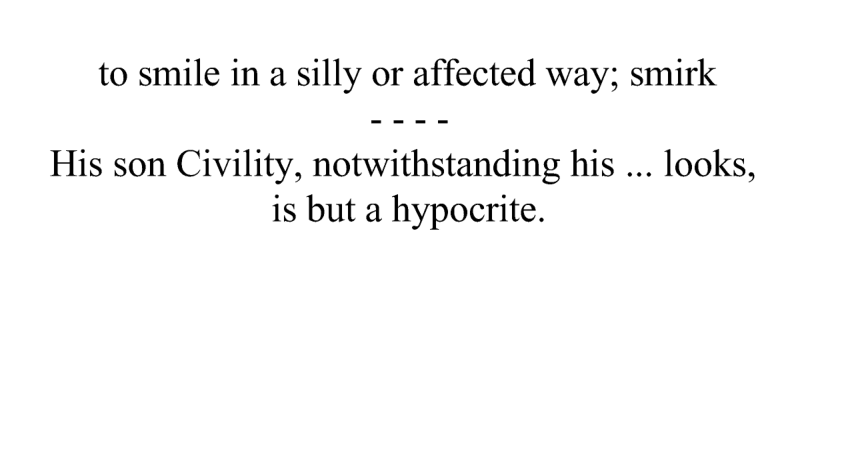 to smile in a silly or affected way; smirk
- - - -
His son Civility, notwithstanding his ... looks,
is but a hypocrite.